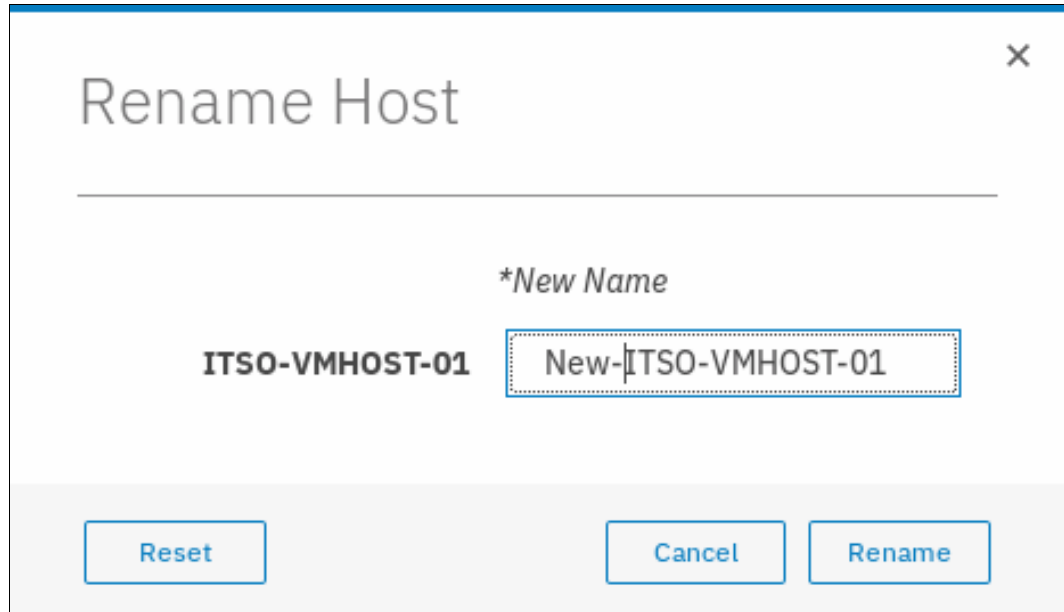 Rename Host
*New Name
ITSO-VMHOST-01 New-ITSO-VMHOST-01
Reset Cancel Rename